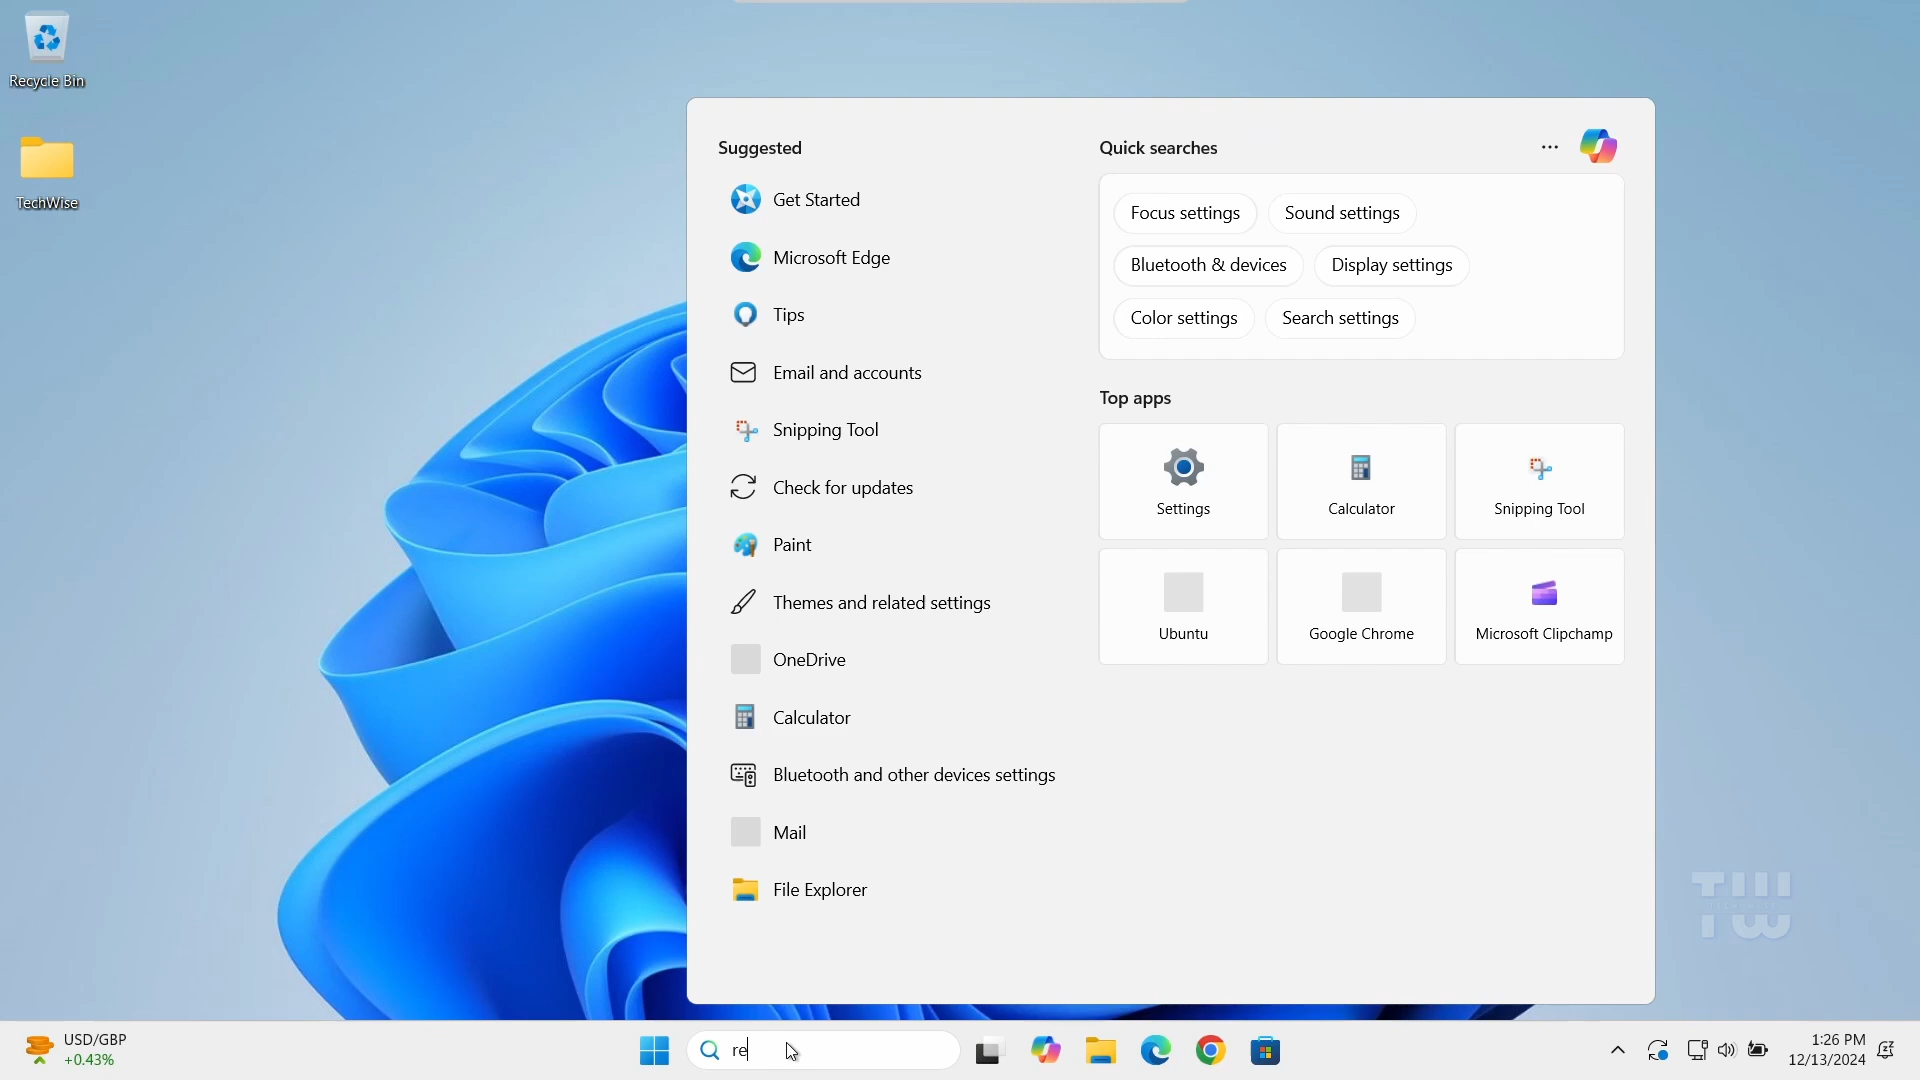 Recycle Bin
TechWise
Suggested
Get Started
Microsoft Edge
Tips
Email and accounts
Snipping Tool
Check for updates
Paint
Themes and related settings
OneDrive
Calculator
Bluetooth and other devices settings
Mail
File Explorer
Quick searches
Focus settings
Sound settings
Bluetooth & devices
Display settings
Color settings
Search settings
Top apps
Settings
Calculator
Snipping Tool
Ubuntu
Google Chrome
Microsoft Clipchamp
TW
USD/GBP
+0.43%
re
1:26 PM
12/13/2024